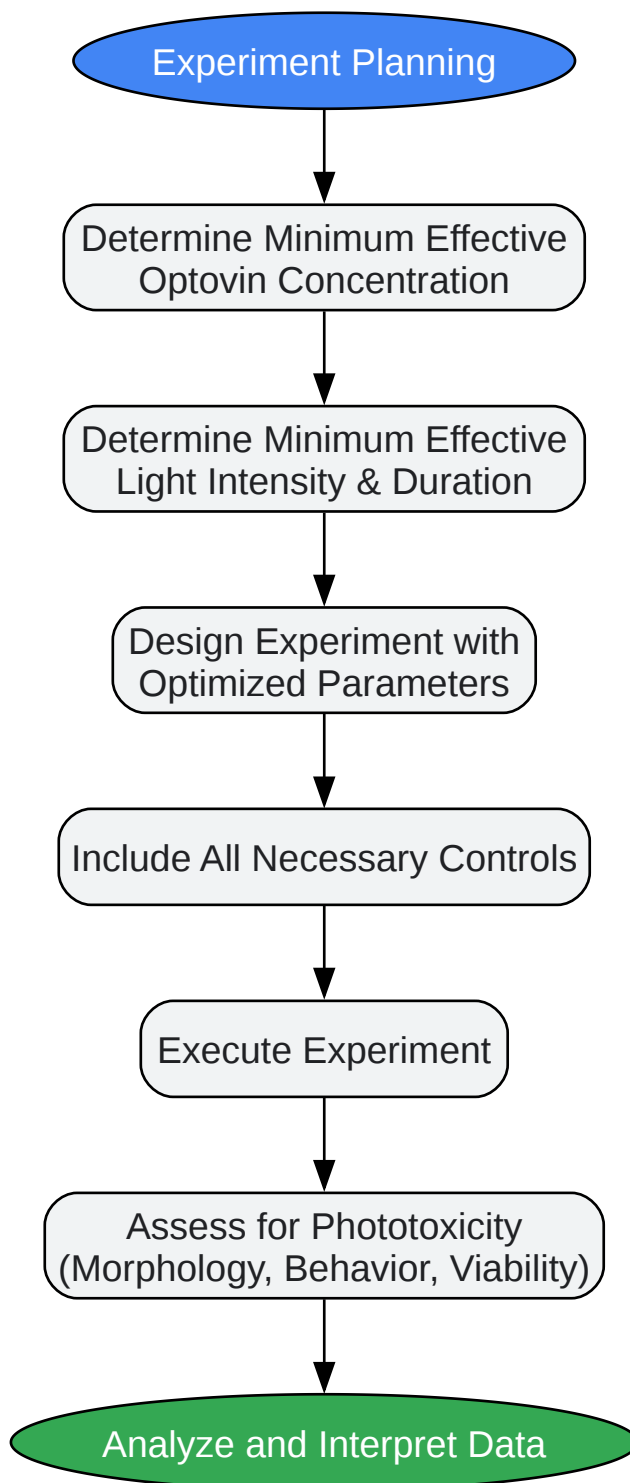 Experiment Planning
Determine Minimum Effective
Optovin Concentration
Determine Minimum Effective
Light Intensity & Duration
Design Experiment with
Optimized Parameters
Include All Necessary Controls
Execute Experiment
Assess for Phototoxicity
(Morphology, Behavior, Viability)
Analyze and Interpret Data